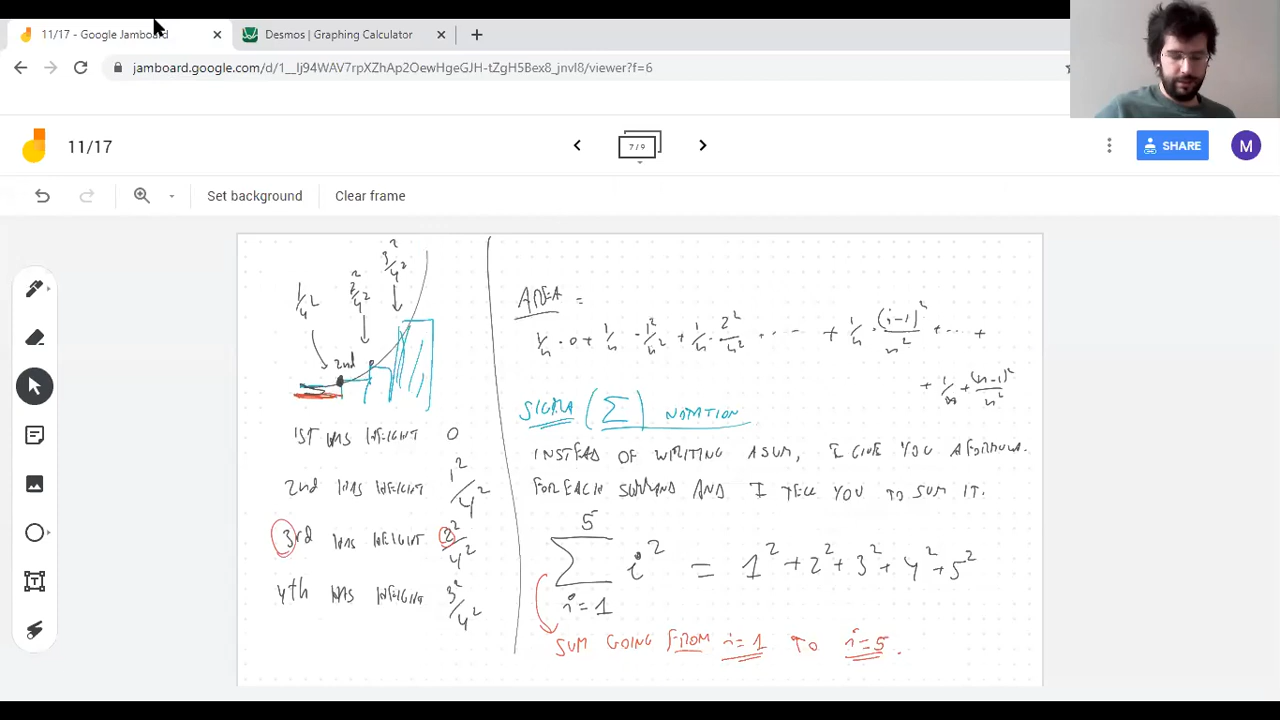 11/17 - Google Jamboard
Desmos | Graphing Calculator
jamboard.google.com/d/1__lj94WAV7rpXZhAp2OewHgeGJH-tZgH5Bex8_jnvI8/viewer?f=6
11/17
7 / 9
SHARE
M
Set background
Clear frame
1/4² 2²/4² 3²/4²
2nd
1ST HAS HEIGHT 0
2nd HAS HEIGHT 1²/4²
3rd HAS HEIGHT 2²/4²
4th HAS HEIGHT 3²/4²
AREA =
1/n · 0 + 1/n · 1²/n² + 1/n · 2²/n² ... + 1/n · (i-1)²/n² + ... +
+ 1/n + (n-1)²/n²
SIGMA (Σ) NOTATION
INSTEAD OF WRITING A SUM, I GIVE YOU A FORMULA.
FOR EACH SUMMAND AND I TELL YOU TO SUM IT.
5
Σ i² = 1² + 2² + 3² + 4² + 5²
i=1
SUM GOING FROM i=1 TO i=5.